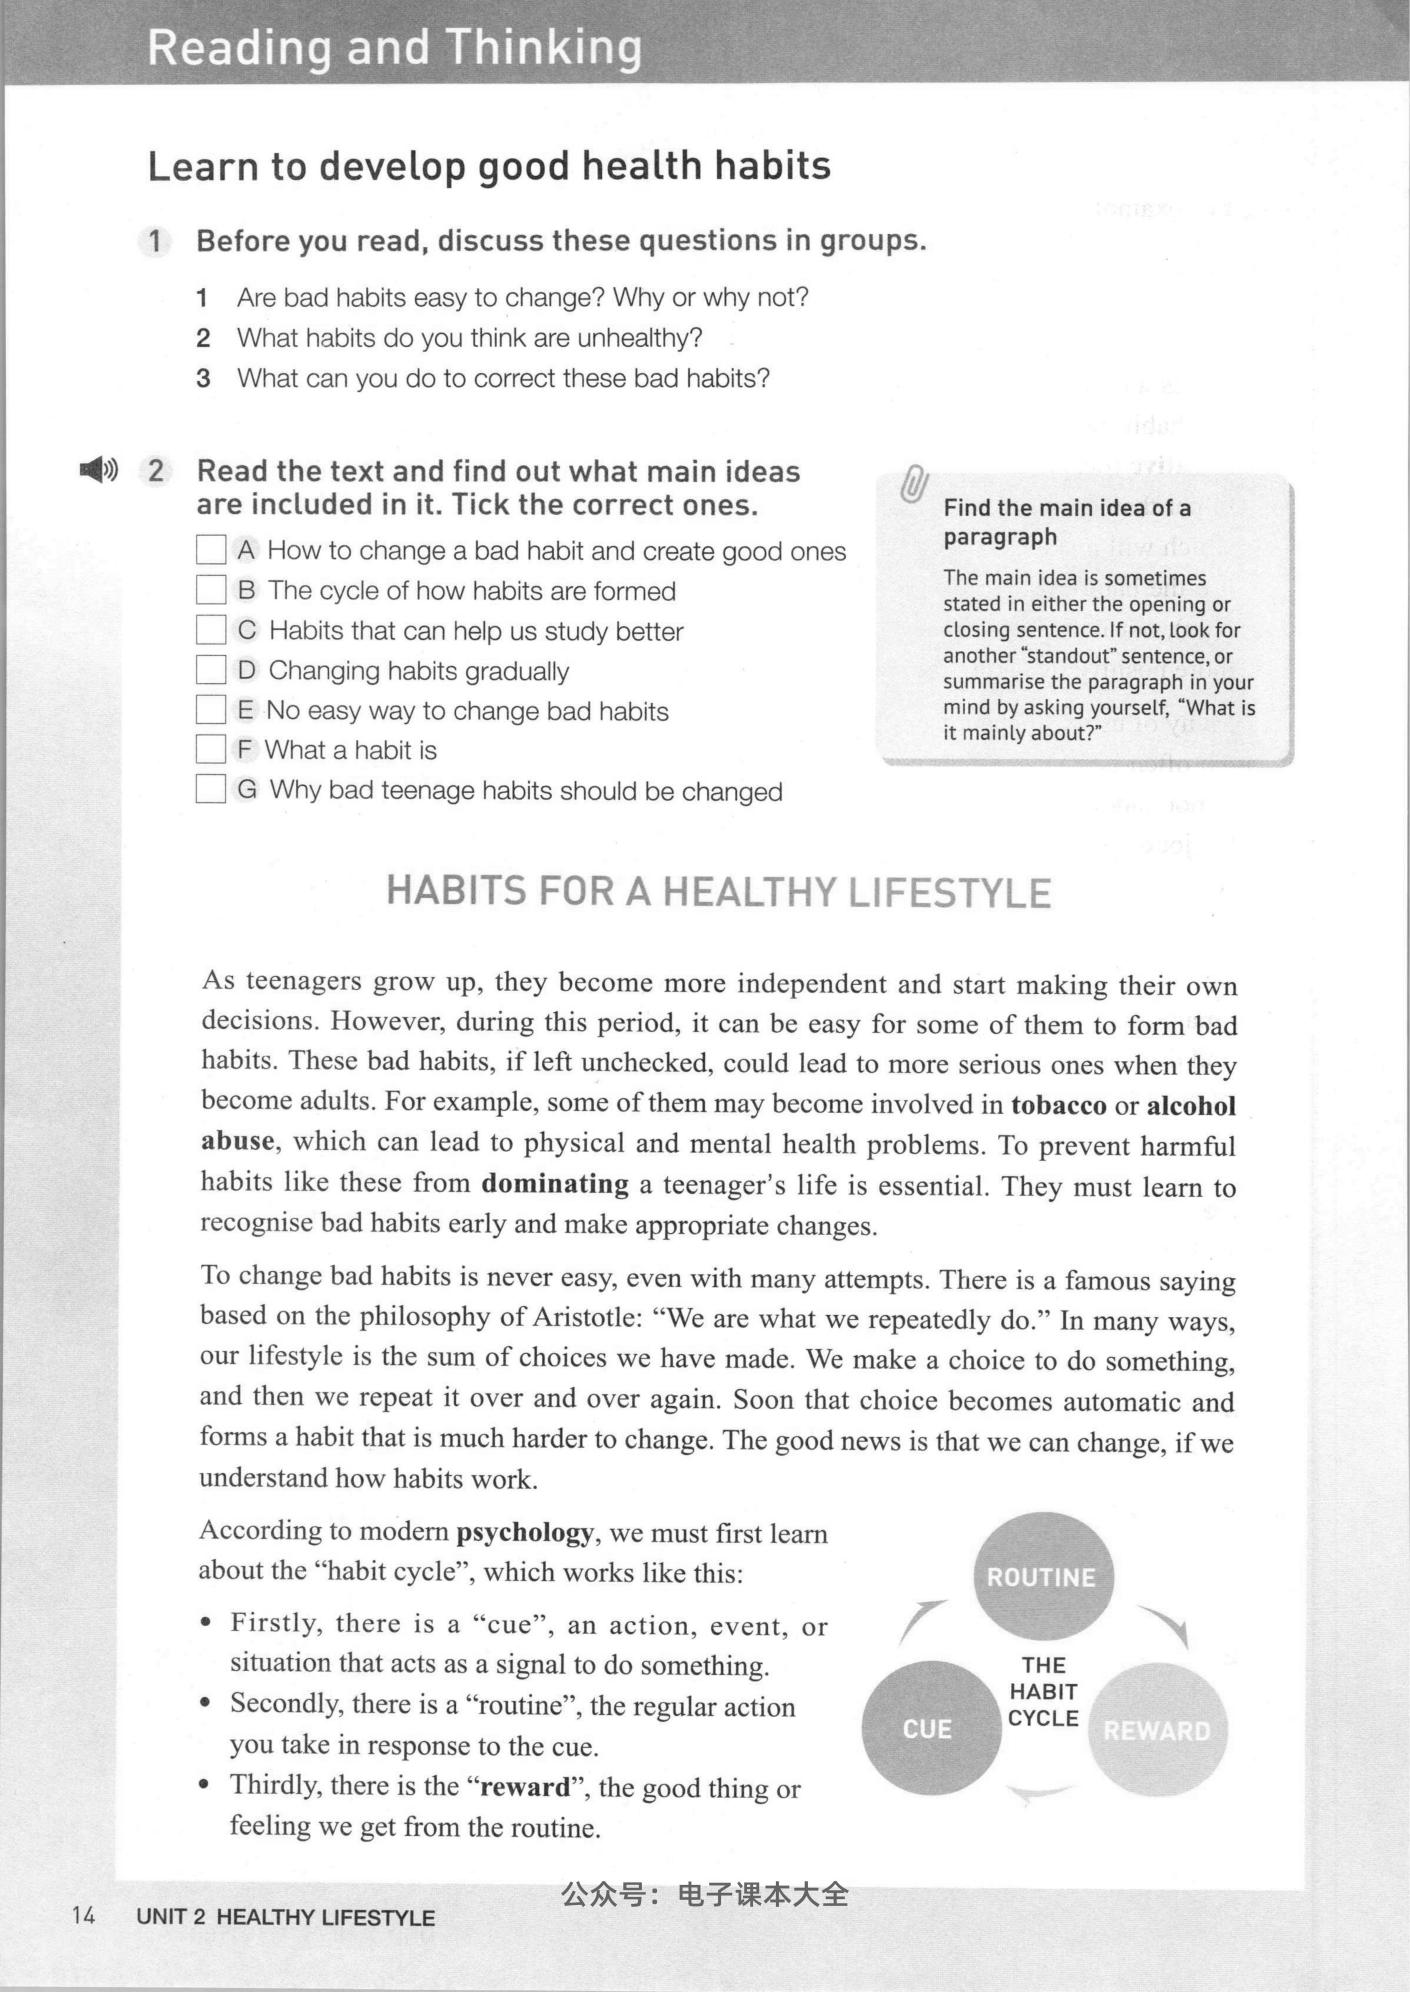 Reading and Thinking
Learn to develop good health habits
1 Before you read, discuss these questions in groups.
1 Are bad habits easy to change? Why or why not?
2 What habits do you think are unhealthy?
3 What can you do to correct these bad habits?
2 Read the text and find out what main ideas
are included in it. Tick the correct ones.
A How to change a bad habit and create good ones
B The cycle of how habits are formed
C Habits that can help us study better
D Changing habits gradually
E No easy way to change bad habits
F What a habit is
G Why bad teenage habits should be changed
Find the main idea of a
paragraph
The main idea is sometimes
stated in either the opening or
closing sentence. If not, look for
another “standout” sentence, or
summarise the paragraph in your
mind by asking yourself, “What is
it mainly about?”
HABITS FOR A HEALTHY LIFESTYLE
As teenagers grow up, they become more independent and start making their own
decisions. However, during this period, it can be easy for some of them to form bad
habits. These bad habits, if left unchecked, could lead to more serious ones when they
become adults. For example, some of them may become involved in tobacco or alcohol
abuse, which can lead to physical and mental health problems. To prevent harmful
habits like these from dominating a teenager’s life is essential. They must learn to
recognise bad habits early and make appropriate changes.
To change bad habits is never easy, even with many attempts. There is a famous saying
based on the philosophy of Aristotle: “We are what we repeatedly do.” In many ways,
our lifestyle is the sum of choices we have made. We make a choice to do something,
and then we repeat it over and over again. Soon that choice becomes automatic and
forms a habit that is much harder to change. The good news is that we can change, if we
understand how habits work.
According to modern psychology, we must first learn
about the “habit cycle”, which works like this:
• Firstly, there is a “cue”, an action, event, or
situation that acts as a signal to do something.
• Secondly, there is a “routine”, the regular action
you take in response to the cue.
• Thirdly, there is the “reward”, the good thing or
feeling we get from the routine.
ROUTINE
THE
HABIT
CYCLE
CUE
REWARD
公众号：电子课本大全
14 UNIT 2 HEALTHY LIFESTYLE